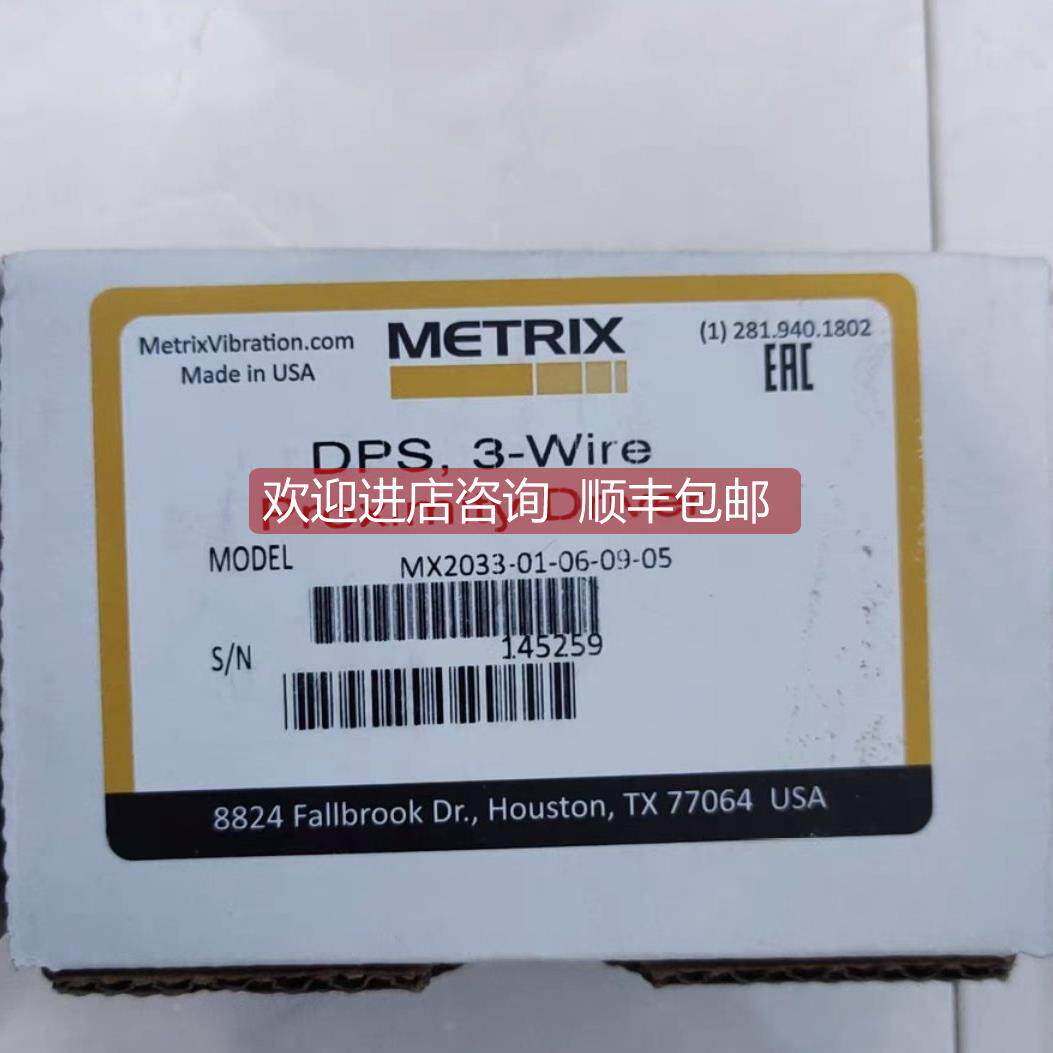 MetrixVibration.com
METRIX
(1) 281.940.1802
Made in USA
EAC
DPS, 3-Wire
Proximity Driver
欢迎进店咨询 顺丰包邮
MODEL
MX2033-01-06-09-05
S/N
145259
8824 Fallbrook Dr., Houston, TX 77064 USA